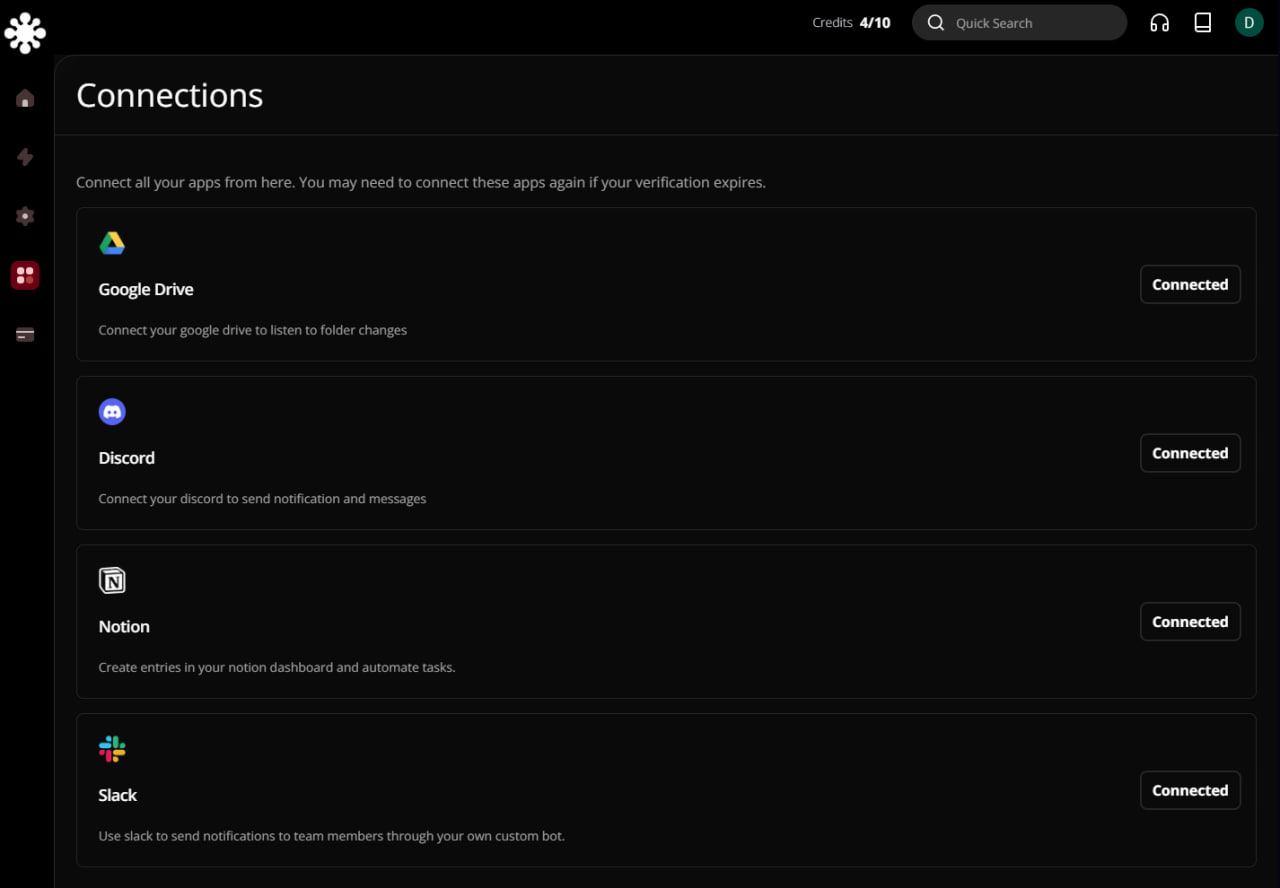 Credits 4/10
Quick Search
D
Connections
Connect all your apps from here. You may need to connect these apps again if your verification expires.
Google Drive
Connected
Connect your google drive to listen to folder changes
Discord
Connected
Connect your discord to send notification and messages
N
Notion
Connected
Create entries in your notion dashboard and automate tasks.
Slack
Connected
Use slack to send notifications to team members through your own custom bot.